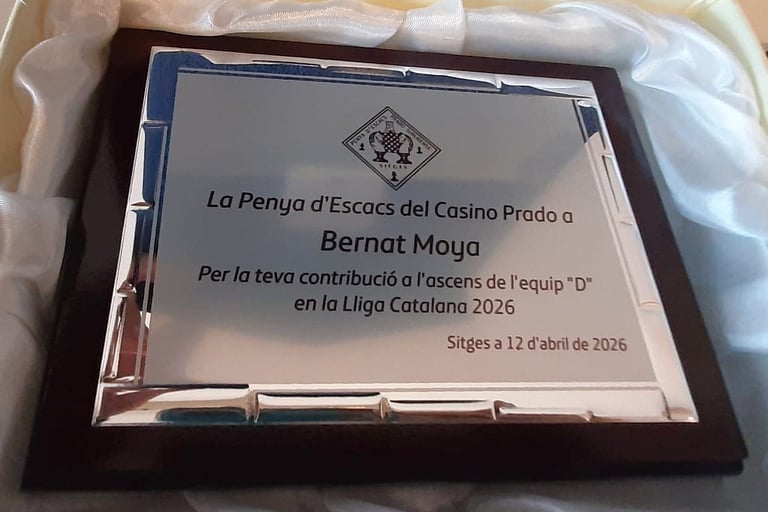 SITGES
La Penya d'Escacs del Casino Prado a
Bernat Moya
Per la teva contribució a l'ascens de l'equip "D"
en la Lliga Catalana 2026
Sitges a 12 d'abril de 2026